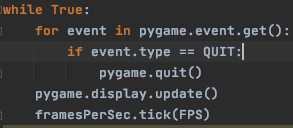 while True:
    for event in pygame.event.get():
        if event.type == QUIT:
            pygame.quit()
    pygame.display.update()
    framesPerSec.tick(FPS)